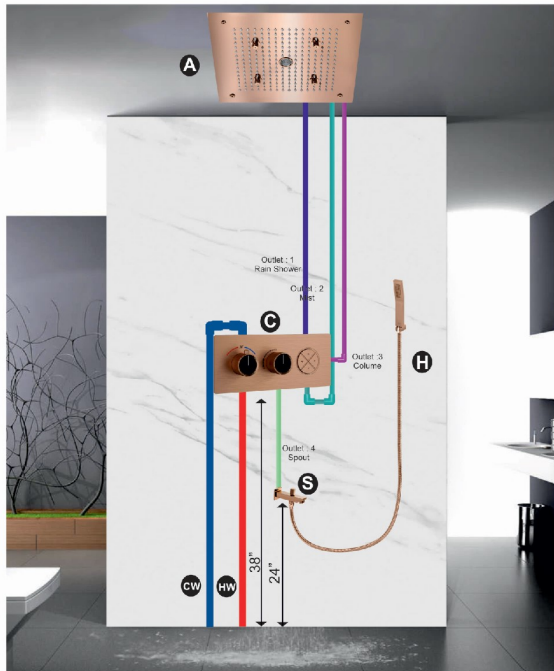 A
Outlet : 1
Rain Shower
Outlet : 2
Mist
C
Outlet :3
Colume
H
Outlet : 4
Spout
S
38"
24"
CW
HW